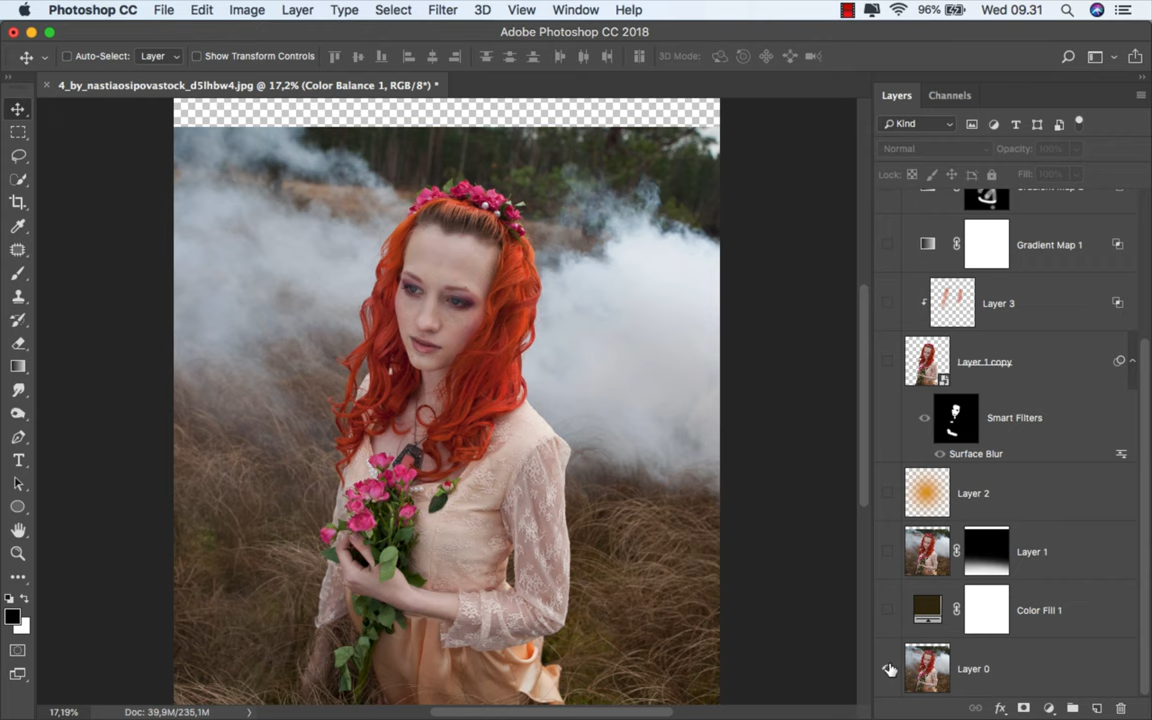 Photoshop CC File Edit Image Layer Type Select Filter 3D View Window Help 96% Wed 09.31
Adobe Photoshop CC 2018
Auto-Select: Layer Show Transform Controls 3D Mode:
4_by_nastiaosipovastock_d5lhbw4.jpg @ 17,2% (Color Balance 1, RGB/8*) *
Layers Channels
Kind
Normal Opacity: 100%
Lock: Fill: 100%
Gradient Map 1
Layer 3
Layer 1 copy
Smart Filters
Surface Blur
Layer 2
Layer 1
Color Fill 1
Layer 0
17,19% Doc: 39,9M/235,1M